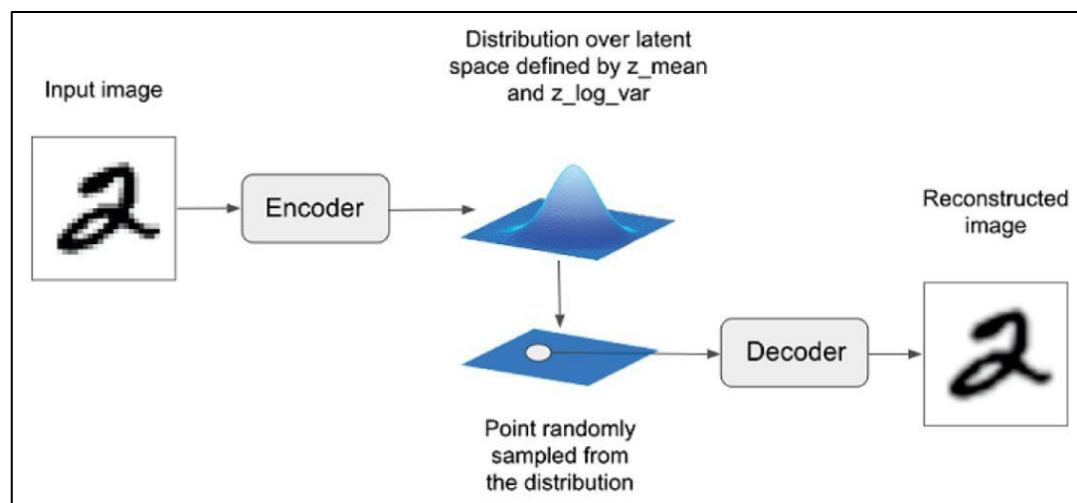 Input image
Encoder
Distribution over latent
space defined by z_mean
and z_log_var
Point randomly
sampled from
the distribution
Decoder
Reconstructed
image